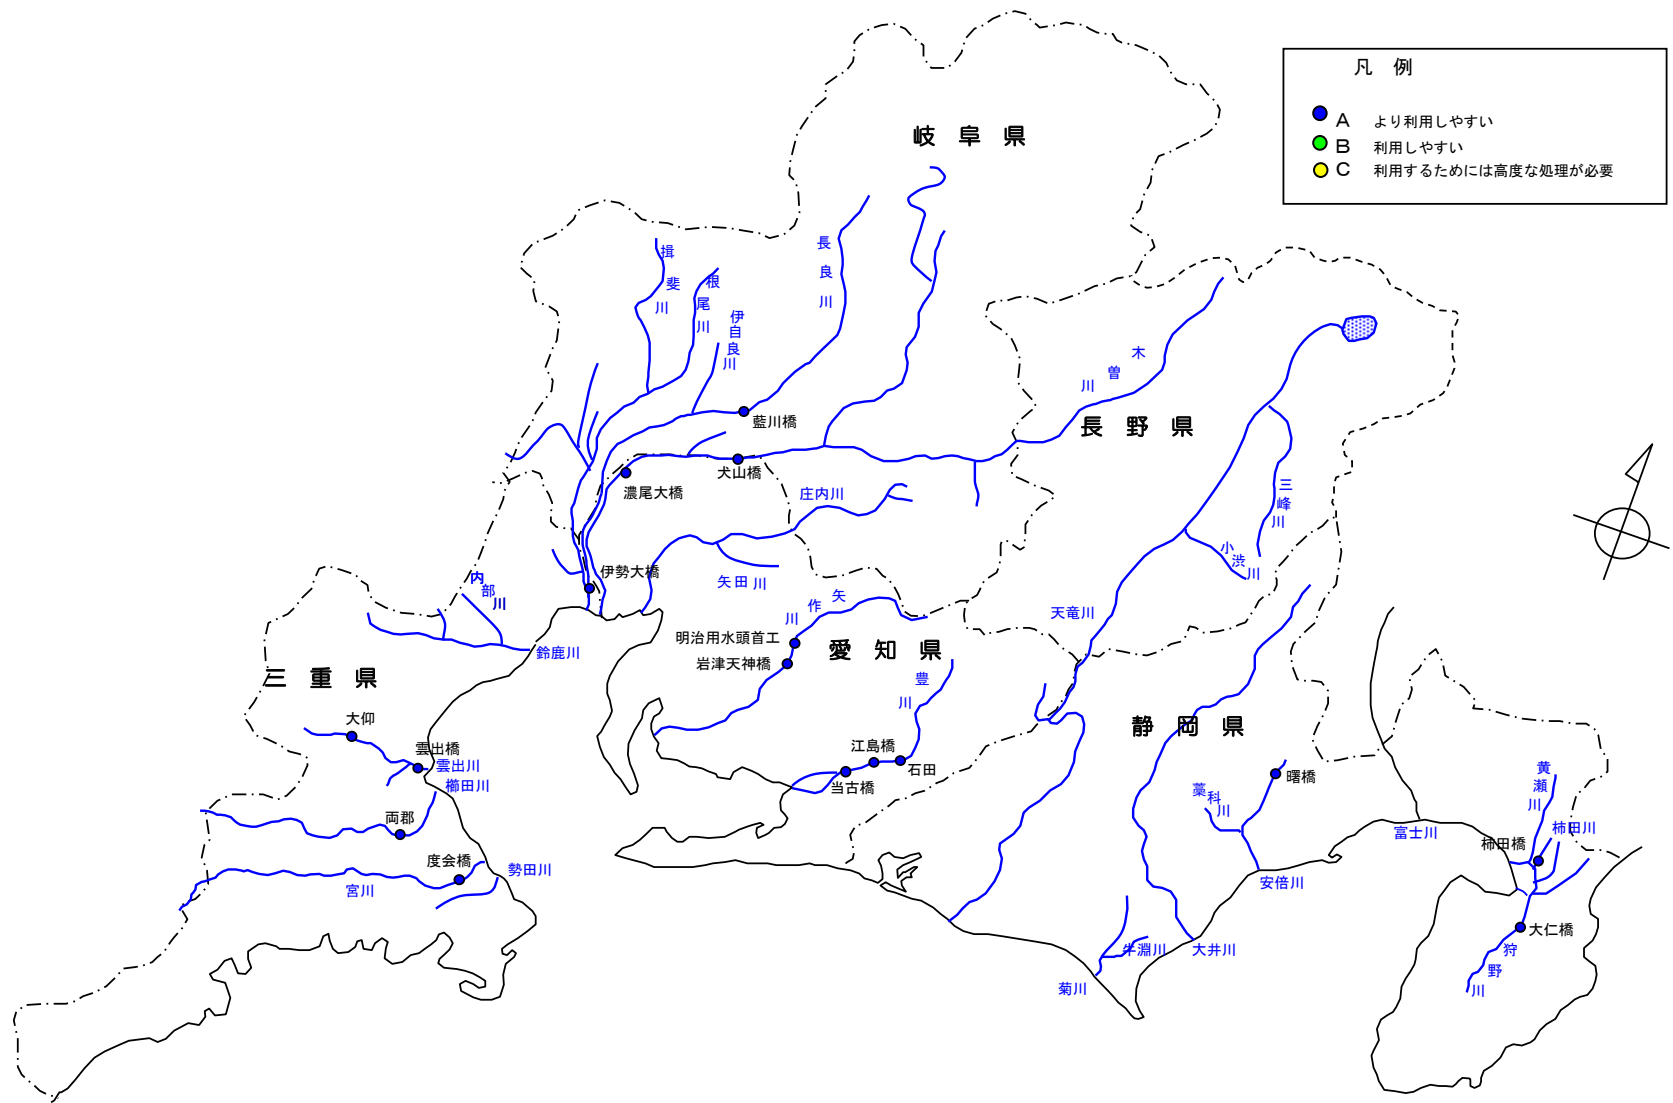 凡 例
A より利用しやすい
B 利用しやすい
C 利用するためには高度な処理が必要
岐 阜 県
揖斐川
根尾川
伊自良川
長良川
藍川橋
木曽川
長 野 県
犬山橋
濃尾大橋
庄内川
三峰川
小渋川
伊勢大橋
矢田川
内部川
矢作川
天竜川
鈴鹿川
明治用水頭首工
岩津天神橋
愛 知 県
三 重 県
豊川
大仰
静 岡 県
雲出橋
雲出川
江島橋
石田
櫛田川
当古橋
曙橋
黄瀬川
藁科川
両郡
富士川
柿田橋
柿田川
度会橋
勢田川
宮川
安倍川
大仁橋
牛淵川
大井川
狩野川
菊川